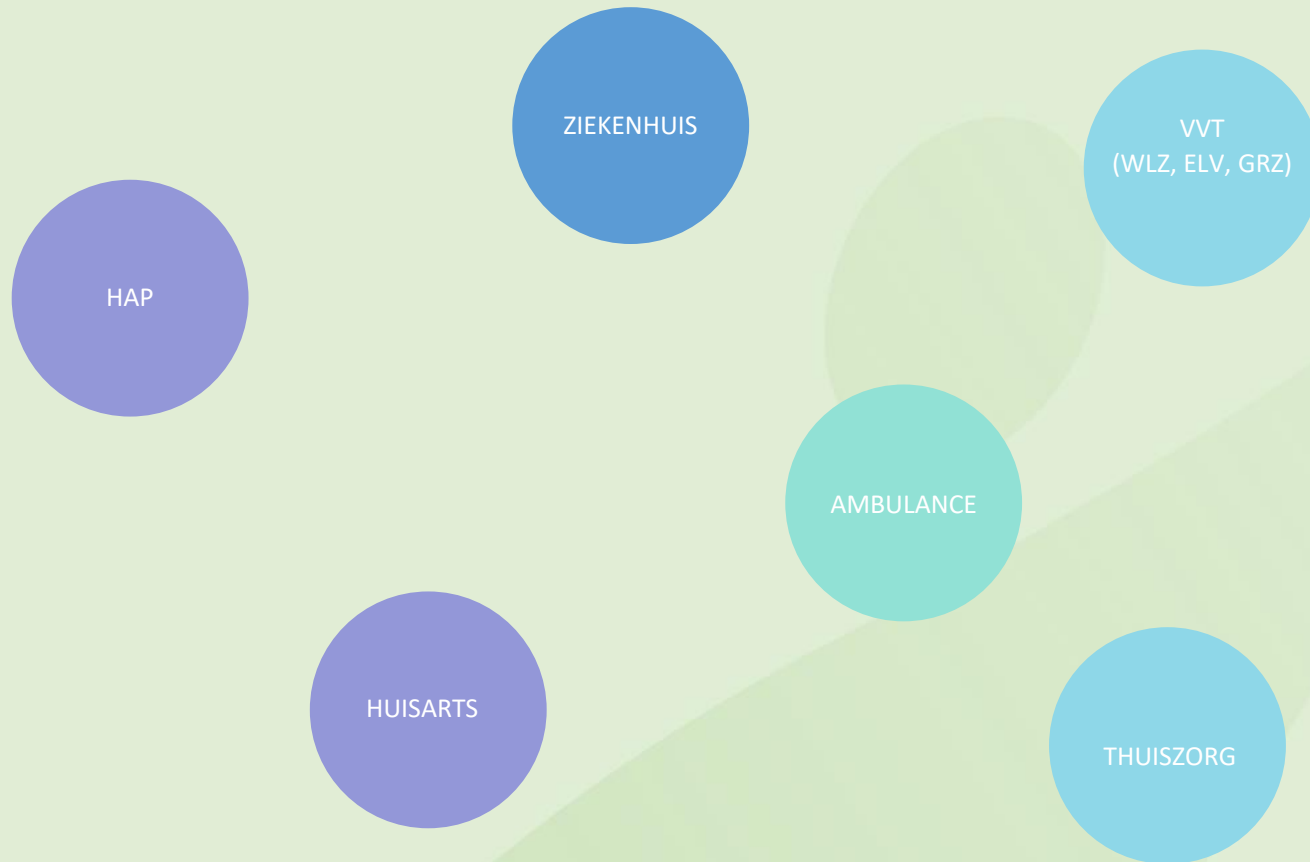 ZIEKENHUIS
VVT
(WLZ, ELV, GRZ)
HAP
AMBULANCE
HUISARTS
THUISZORG